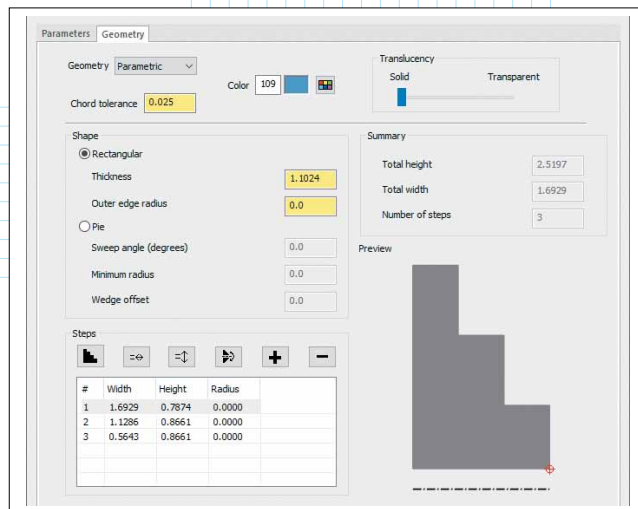 Parameters Geometry
Geometry Parametric
Color 109
Chord tolerance 0.025
Translucency
Solid Transparent
Shape
Rectangular
Thickness 1.1024
Outer edge radius 0.0
Pie
Sweep angle (degrees) 0.0
Minimum radius 0.0
Wedge offset 0.0
Summary
Total height 2.5197
Total width 1.6929
Number of steps 3
Preview
Steps
# Width Height Radius
1 1.6929 0.7874 0.0000
2 1.1286 0.8661 0.0000
3 0.5643 0.8661 0.0000